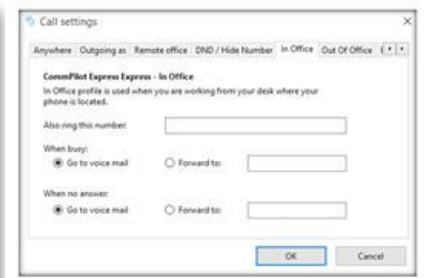 Call settings
Anywhere Outgoing as Remote office DND / Hide Number In Office Out Of Office
CommPilot Express Express - In Office
In Office profile is used when you are working from your desk where your
phone is located.
Also ring this number:
When busy:
Go to voice mail Forward to:
When no answer:
Go to voice mail Forward to:
OK Cancel